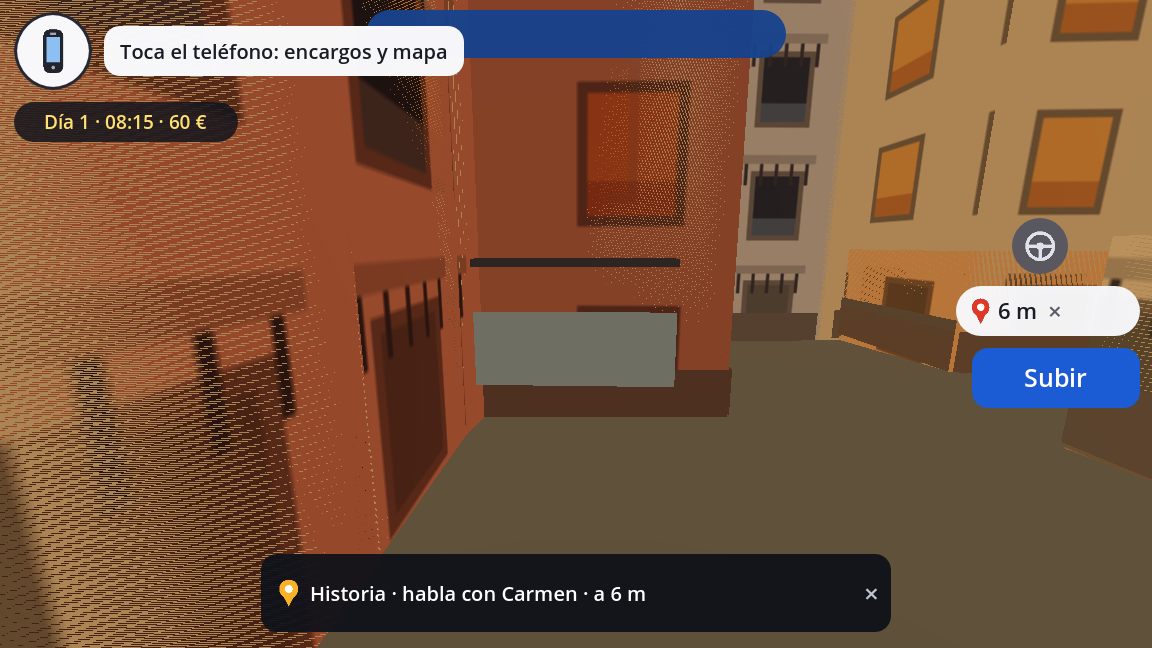 Toca el teléfono: encargos y mapa
Día 1 · 08:15 · 60 €
6 m ×
Subir
Historia · habla con Carmen · a 6 m ×